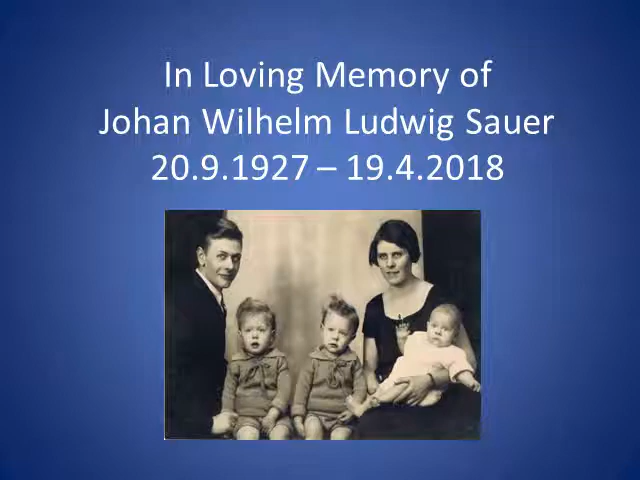 In Loving Memory of
Johan Wilhelm Ludwig Sauer
20.9.1927 – 19.4.2018